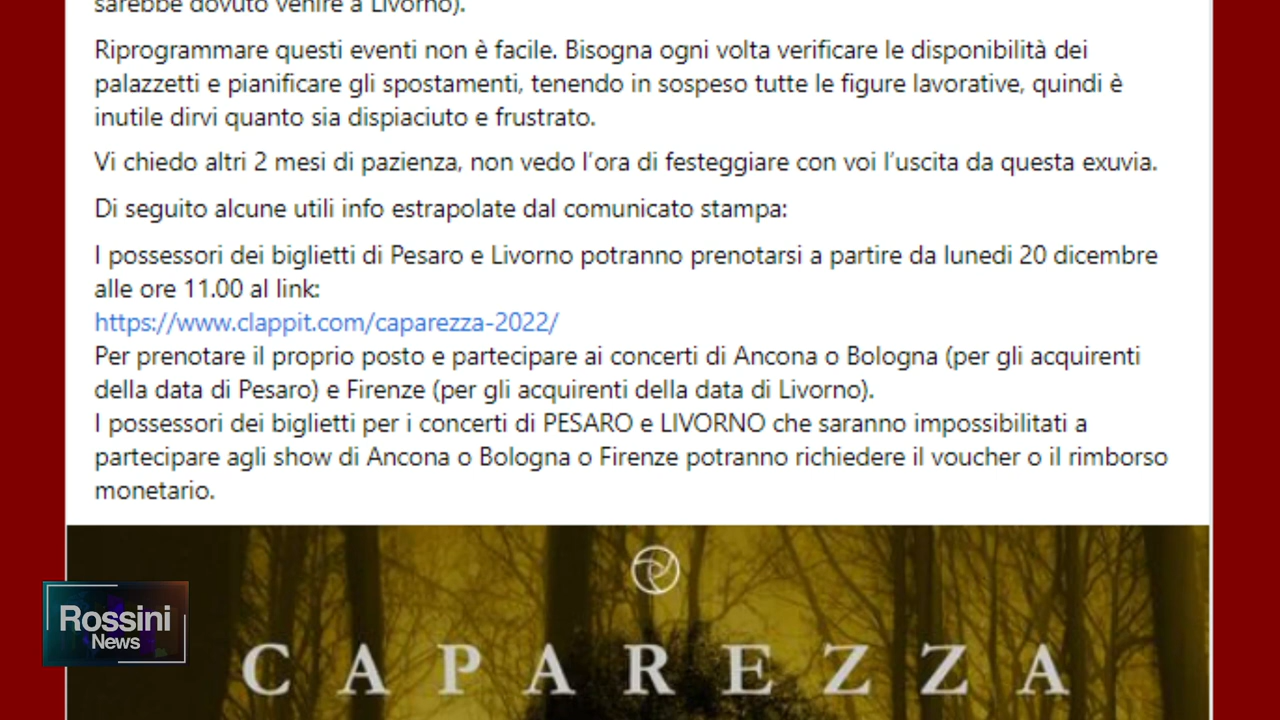 sarebbe dovuto venire a Livorno).
Riprogrammare questi eventi non è facile. Bisogna ogni volta verificare le disponibilità dei
palazzetti e pianificare gli spostamenti, tenendo in sospeso tutte le figure lavorative, quindi è
inutile dirvi quanto sia dispiaciuto e frustrato.
Vi chiedo altri 2 mesi di pazienza, non vedo l'ora di festeggiare con voi l'uscita da questa exuvia.
Di seguito alcune utili info estrapolate dal comunicato stampa:
I possessori dei biglietti di Pesaro e Livorno potranno prenotarsi a partire da lunedi 20 dicembre
alle ore 11.00 al link:
https://www.clappit.com/caparezza-2022/
Per prenotare il proprio posto e partecipare ai concerti di Ancona o Bologna (per gli acquirenti
della data di Pesaro) e Firenze (per gli acquirenti della data di Livorno).
I possessori dei biglietti per i concerti di PESARO e LIVORNO che saranno impossibilitati a
partecipare agli show di Ancona o Bologna o Firenze potranno richiedere il voucher o il rimborso
monetario.
Rossini
News
CAPAREZZA